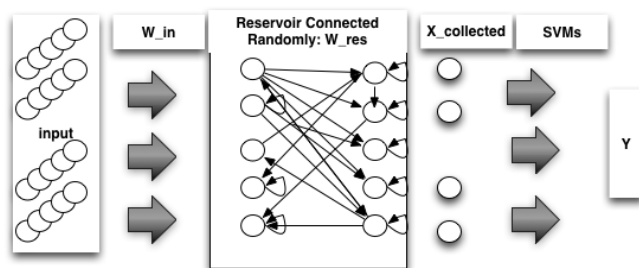 W_in
Reservoir Connected
Randomly: W_res
X_collected
SVMs
input
Y